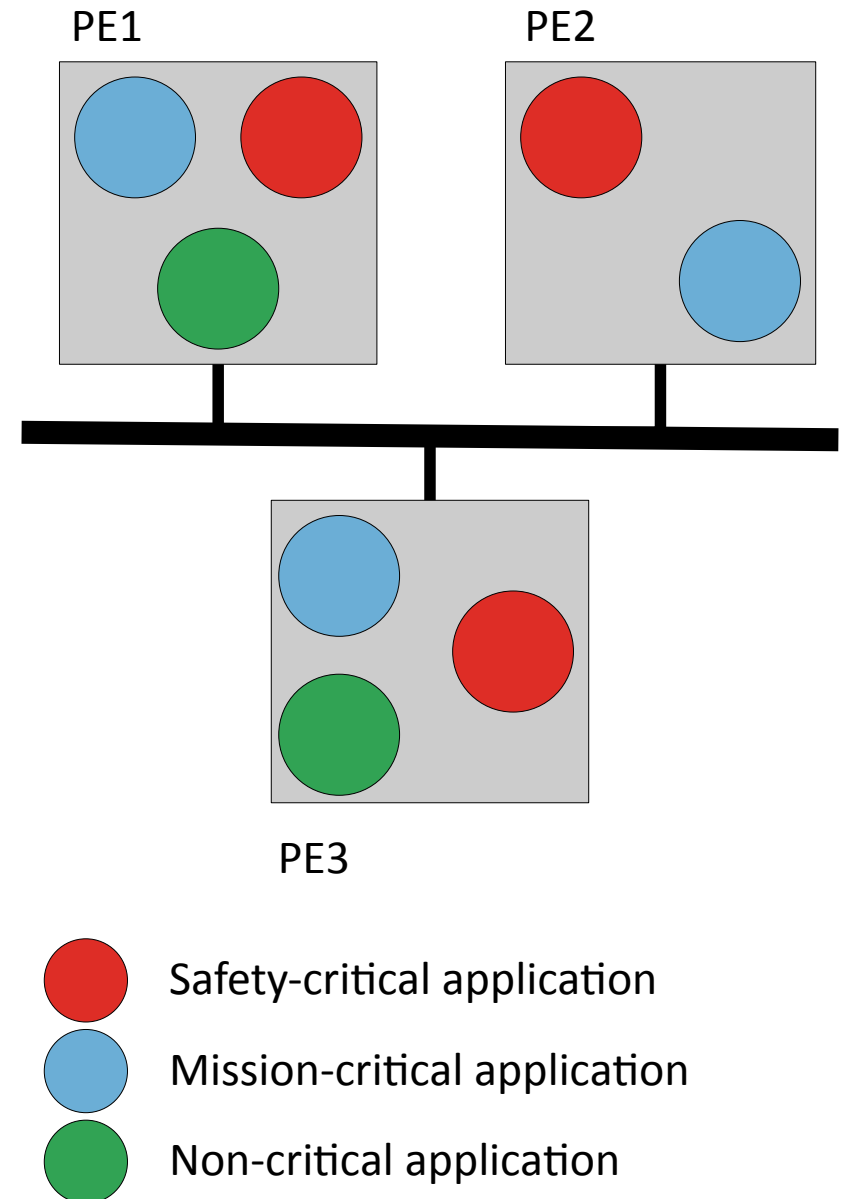 PE1
PE2
PE3
Safety-critical application
Mission-critical application
Non-critical application